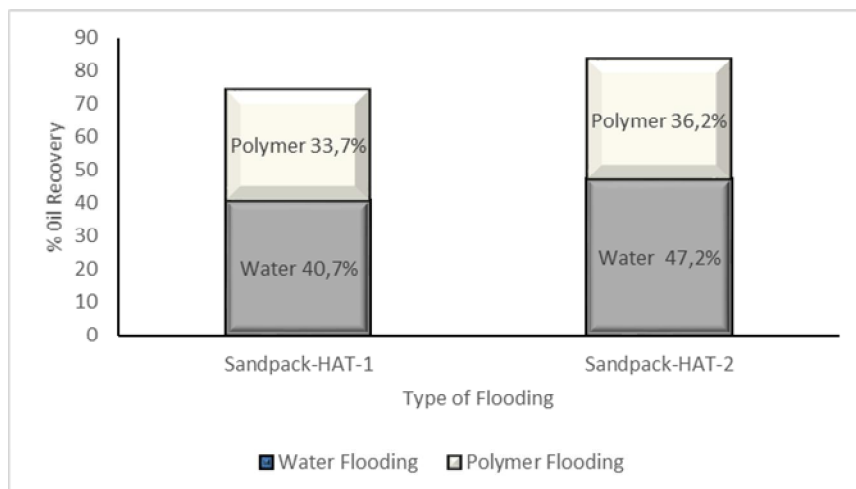 90
80
70
60
50
40
30
20
10
0
% 0il Recovery
Polymer 33,7%
Polymer 36,2%
Water 40,7%
Water 47,2%
Sandpack-HAT-1
Sandpack-HAT-2
Type of Flooding
Water Flooding
Polymer Flooding